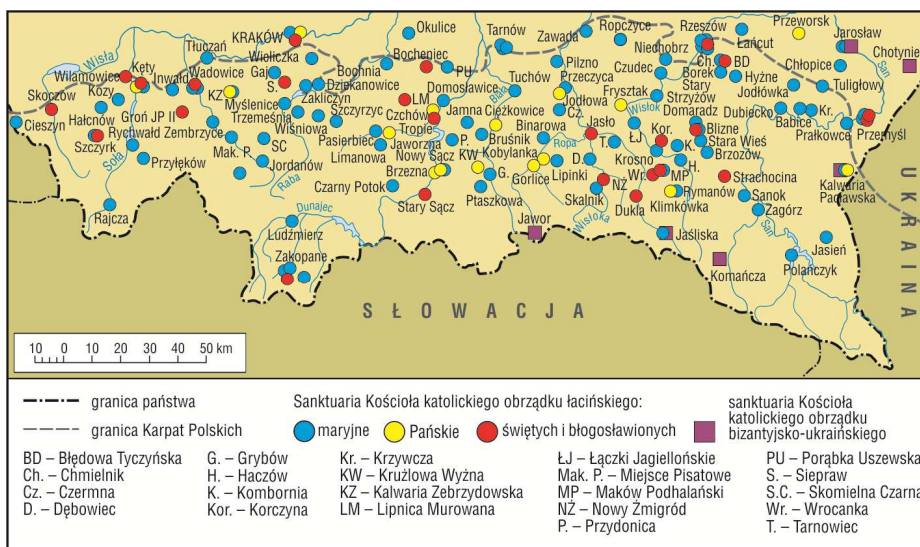 KRAKÓW
Okulice
Tarnów
Zawada
Ropczyce
Rzeszów
Łańcut
Przeworsk
Jarosław
Chotyniec
Wisła
Tłuczań
Wieliczka
Bochnia
Bocheniec
PU
Pilzno
Niechobrz
Ch.
BD
San
Wilamowice
Kęty
Inwałd
Wadowice
Gaj
S.
Dziekanowice
Domosławice
Tuchów
Biała
Przeczyca
Czudec
Borek
Stary
Hyżne
Chłopice
Tuligłowy
Skoczów
Kozy
KZ
Myślenice
Zakliczyn
LM
Jamna
Ciężkowice
Jodłowa
Cz.
Frysztak
Wisłok
Strzyżów
Jodłówka
Cieszyn
Hałcnów
Groń JP II
Trzemeśnia
Szczyrzyc
Czchów
Tropie
Bruśnik
Binarowa
Jasło
ŁJ
Kor.
Domaradz
Dubiecko
Kr.
Babice
Przemyśl
Rychwałd
Zembrzyce
Wiśniowa
Pasierbiec
Jaworzna
P.
Ropa
K.
Blizne
Stara Wieś
Prałkowce
Szczyrk
SC
Limanowa
Nowy Sącz
Kobylanka
D.
Krosno
Brzozów
Soła
Przyłęków
Mak. P.
Jordanów
Raba
Brzezna
KW
G.
Gorlice
Lipinki
Wr.
MP
H.
Strachocina
Kalwaria
Pacławska
Czarny Potok
Stary Sącz
Ptaszkowa
Skalnik
NŻ
Rymanów
Klimkówka
Sanok
Zagórz
Rajcza
Dunajec
Ludźmierz
Wisłoka
Dukla
San
Jawor
Jaśliska
Jasień
Zakopane
Komańcza
Polańczyk
SŁOWACJA
UKRAINA
10 0 10 20 30 40 50 km
granica państwa
granica Karpat Polskich
Sanktuaria Kościoła katolickiego obrządku łacińskiego:
maryjne
Pańskie
świętych i błogosławionych
sanktuaria Kościoła
katolickiego obrządku
bizantyjsko-ukraińskiego
BD – Błędowa Tyczyńska
Ch. – Chmielnik
Cz. – Czermna
D. – Dębowiec
G. – Grybów
H. – Haczów
K. – Kombornia
Kor. – Korczyna
Kr. – Krzywcza
KW – Krużlowa Wyżna
KZ – Kalwaria Zebrzydowska
LM – Lipnica Murowana
ŁJ – Łączki Jagiellońskie
Mak. P. – Miejsce Pisatowe
MP – Maków Podhalański
NŻ – Nowy Żmigród
P. – Przydonica
PU – Porąbka Uszewska
S. – Siepraw
S.C. – Skomielna Czarna
Wr. – Wrocanka
T. – Tarnowiec